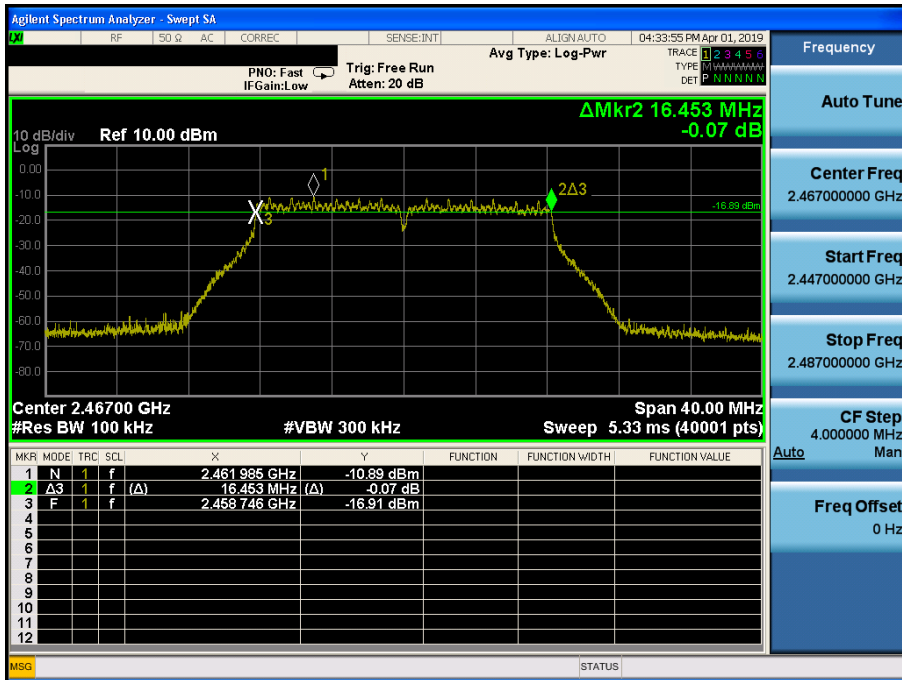 Agilent Spectrum Analyzer - Swept SA
LXI RF 50 Ω AC CORREC SENSE:INT ALIGN AUTO 04:33:55 PM Apr 01, 2019
Avg Type: Log-Pwr TRACE 1 2 3 4 5 6
PNO: Fast Trig: Free Run TYPE M W W W W W
IFGain:Low Atten: 20 dB DET P N N N N N
ΔMkr2 16.453 MHz
-0.07 dB
10 dB/div Ref 10.00 dBm
Log
0.00
-10.0
-20.0
-30.0
-40.0
-50.0
-60.0
-70.0
-80.0
1
2Δ3
3
-16.89 dBm
Center 2.46700 GHz Span 40.00 MHz
#Res BW 100 kHz #VBW 300 kHz Sweep 5.33 ms (40001 pts)
MKR MODE TRC SCL X Y FUNCTION FUNCTION WIDTH FUNCTION VALUE
1 N 1 f 2.461 985 GHz -10.89 dBm
2 Δ3 1 f (Δ) 16.453 MHz (Δ) -0.07 dB
3 F 1 f 2.458 746 GHz -16.91 dBm
4
5
6
7
8
9
10
11
12
MSG STATUS
Frequency
Auto Tune
Center Freq
2.467000000 GHz
Start Freq
2.447000000 GHz
Stop Freq
2.487000000 GHz
CF Step
4.000000 MHz
Auto Man
Freq Offset
0 Hz